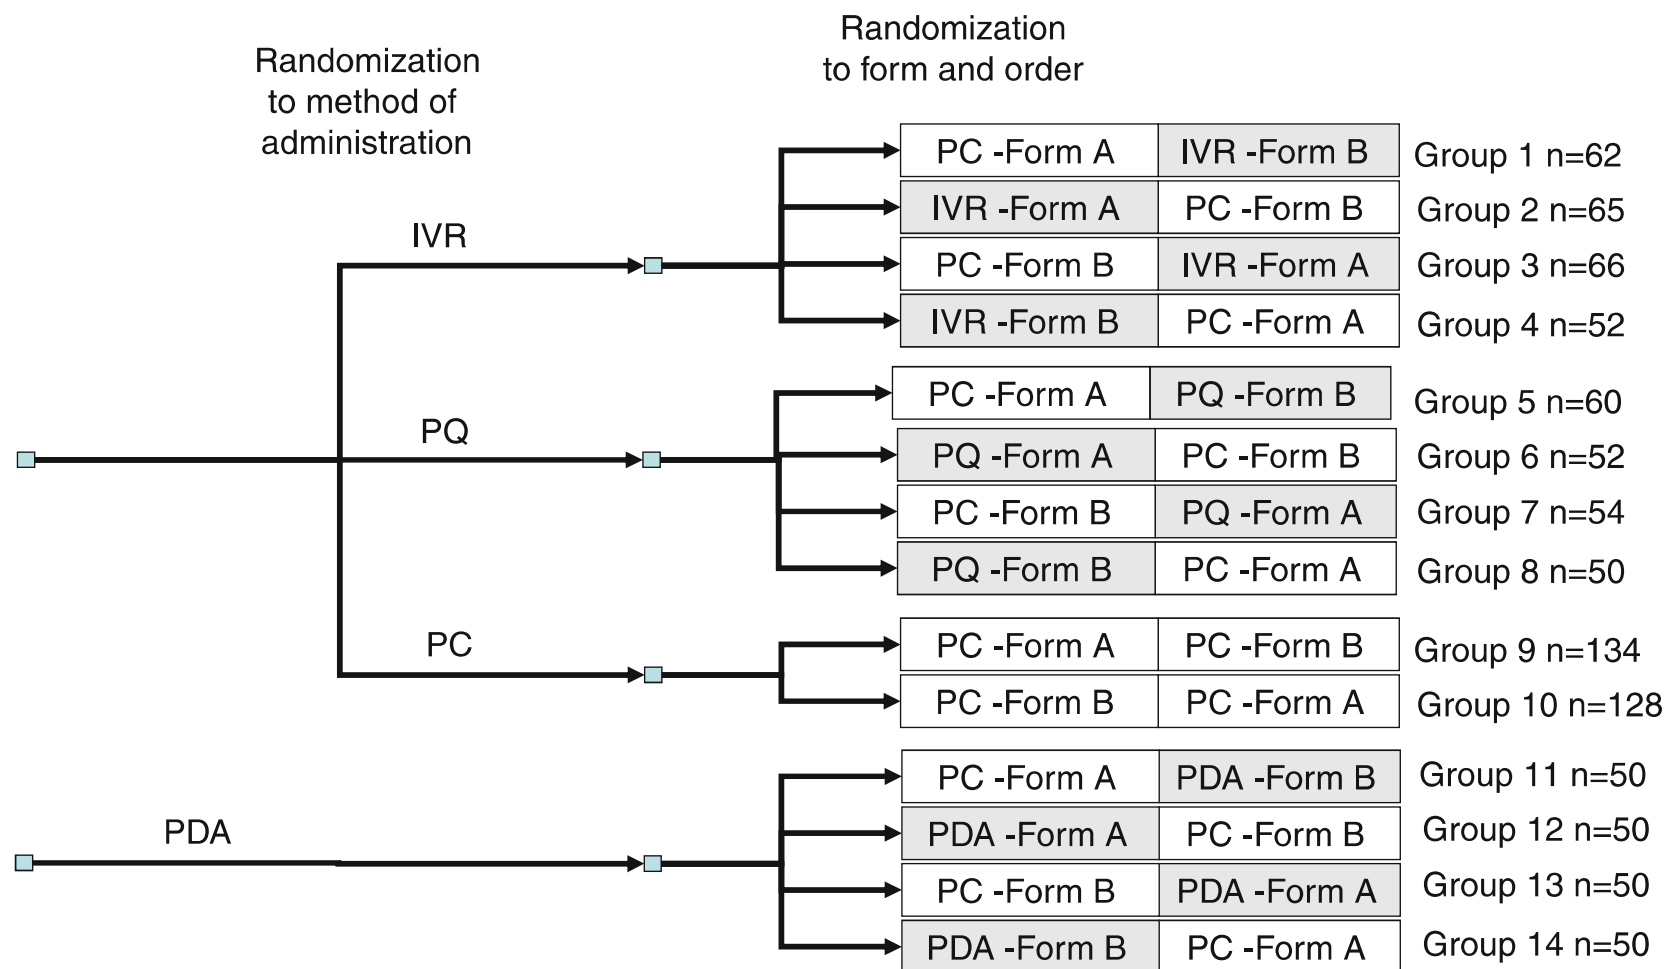 Randomization
to method of
administration
Randomization
to form and order
IVR
PC -Form A IVR -Form B Group 1 n=62
IVR -Form A PC -Form B Group 2 n=65
PC -Form B IVR -Form A Group 3 n=66
IVR -Form B PC -Form A Group 4 n=52
PQ
PC -Form A PQ -Form B Group 5 n=60
PQ -Form A PC -Form B Group 6 n=52
PC -Form B PQ -Form A Group 7 n=54
PQ -Form B PC -Form A Group 8 n=50
PC
PC -Form A PC -Form B Group 9 n=134
PC -Form B PC -Form A Group 10 n=128
PDA
PC -Form A PDA -Form B Group 11 n=50
PDA -Form A PC -Form B Group 12 n=50
PC -Form B PDA -Form A Group 13 n=50
PDA -Form B PC -Form A Group 14 n=50